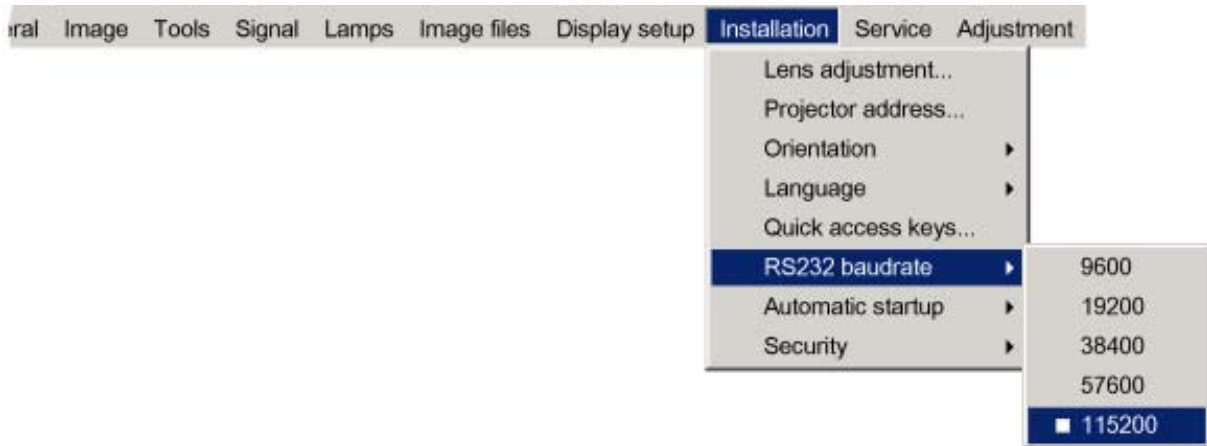 eral Image Tools Signal Lamps Image files Display setup Installation Service Adjustment
Lens adjustment...
Projector address...
Orientation
Language
Quick access keys...
RS232 baudrate
Automatic startup
Security
9600
19200
38400
57600
115200